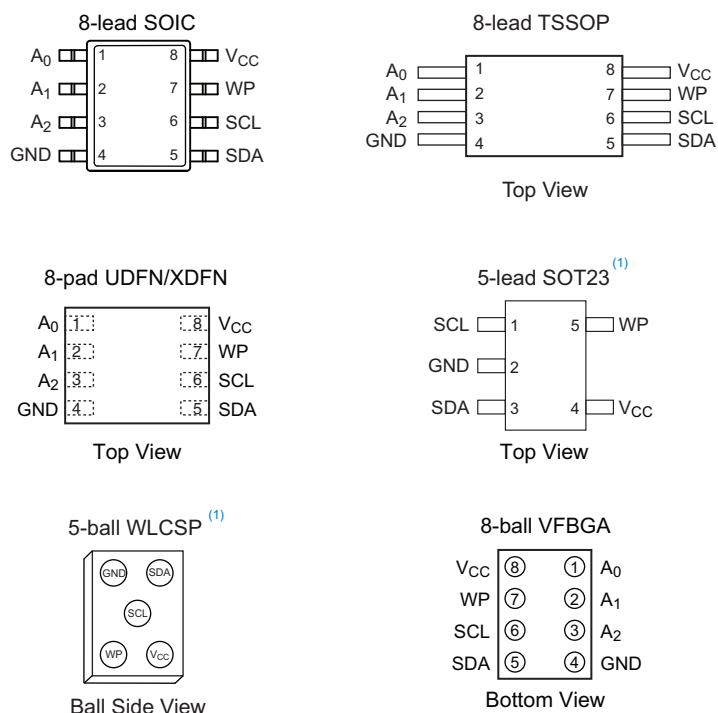 8-lead SOIC
A0 1 8 VCC
A1 2 7 WP
A2 3 6 SCL
GND 4 5 SDA
8-lead TSSOP
A0 1 8 VCC
A1 2 7 WP
A2 3 6 SCL
GND 4 5 SDA
Top View
8-pad UDFN/XDFN
A0 1 8 VCC
A1 2 7 WP
A2 3 6 SCL
GND 4 5 SDA
Top View
5-lead SOT23 (1)
SCL 1 5 WP
GND 2
SDA 3 4 VCC
Top View
5-ball WLCSP (1)
GND SDA
SCL
WP VCC
Ball Side View
8-ball VFBGA
VCC 8 1 A0
WP 7 2 A1
SCL 6 3 A2
SDA 5 4 GND
Bottom View